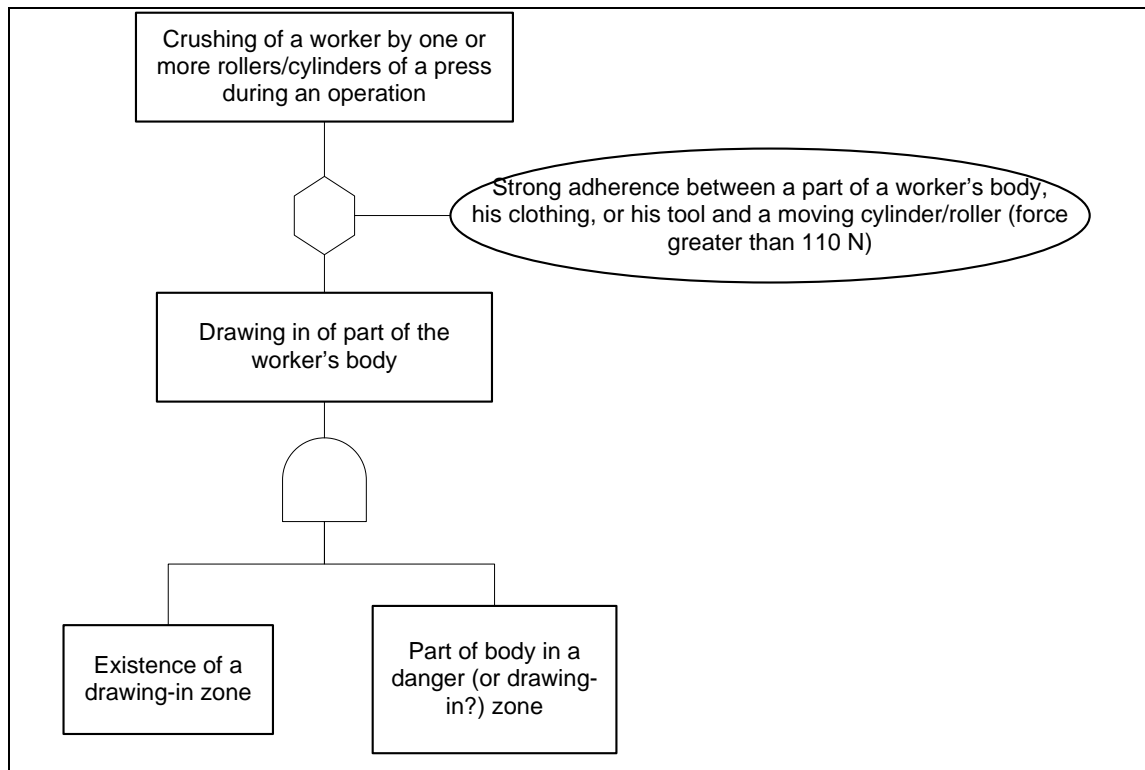 Crushing of a worker by one or
more rollers/cylinders of a press
during an operation
Strong adherence between a part of a worker’s body,
his clothing, or his tool and a moving cylinder/roller (force
greater than 110 N)
Drawing in of part of the
worker’s body
Existence of a
drawing-in zone
Part of body in a
danger (or drawing-
in?) zone